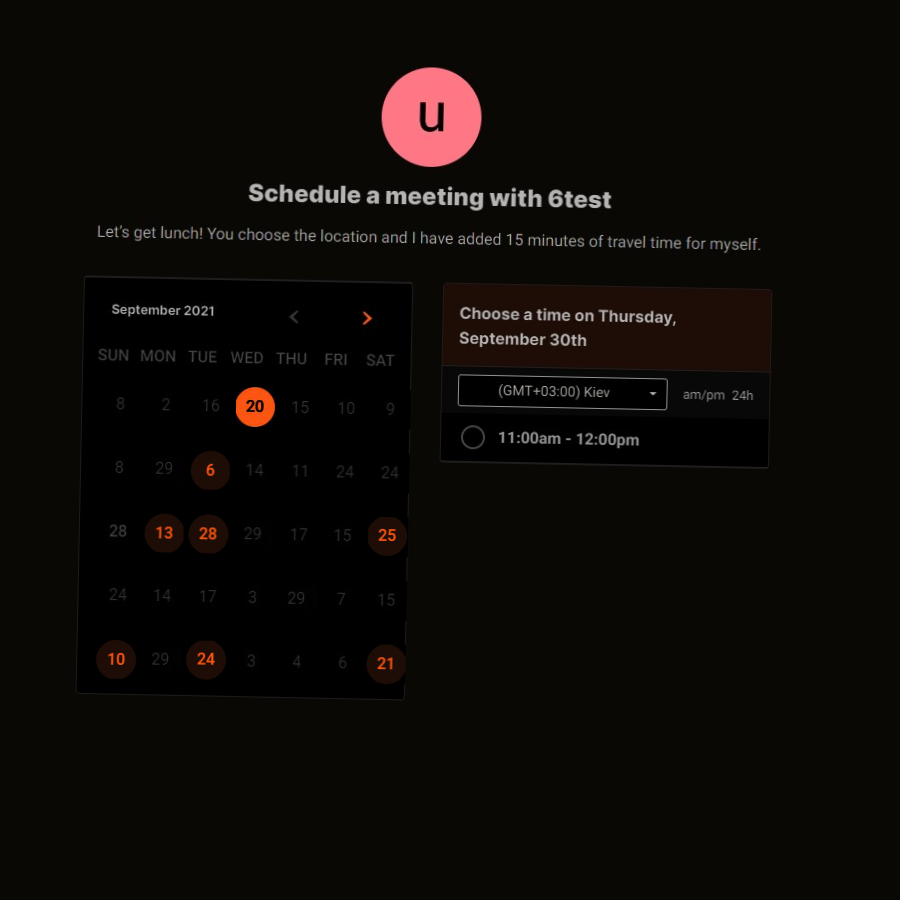 u
Schedule a meeting with 6test
Let's get lunch! You choose the location and I have added 15 minutes of travel time for myself.
September 2021
SUN MON TUE WED THU FRI SAT
8 2 16 20 15 10 9
8 29 6 14 11 24 24
28 13 28 29 17 15 25
24 14 17 3 29 7 15
10 29 24 3 4 6 21
Choose a time on Thursday,
September 30th
(GMT+03:00) Kiev am/pm 24h
11:00am - 12:00pm